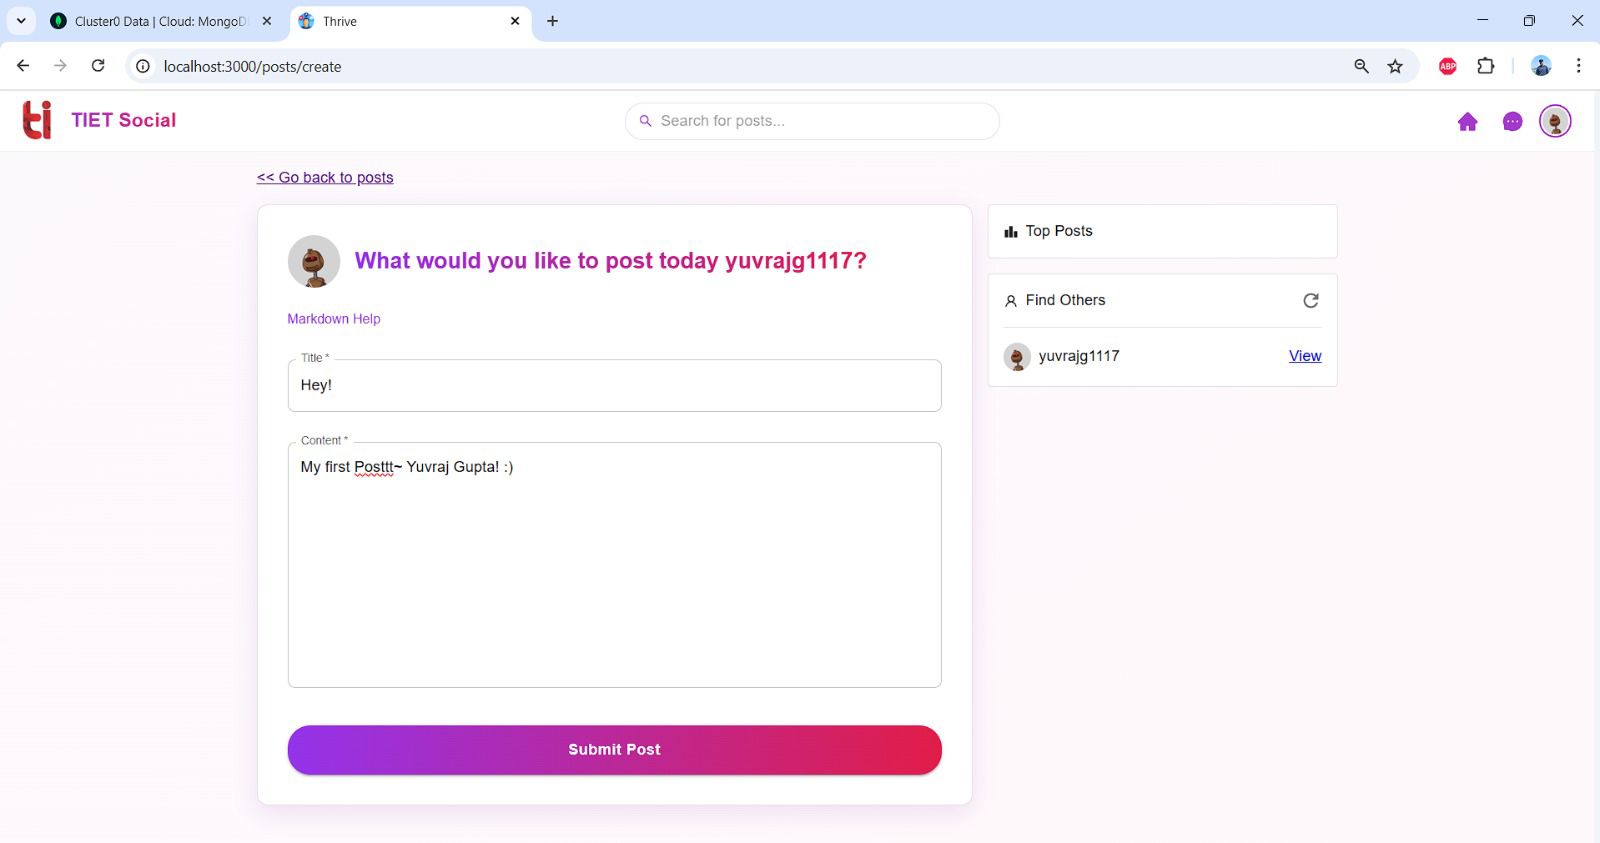 Cluster0 Data | Cloud: MongoD
Thrive
localhost:3000/posts/create
ABP
ti
TIET Social
Search for posts...
<< Go back to posts
What would you like to post today yuvrajg1117?
Markdown Help
Title *
Hey!
Content *
My first Posttt~ Yuvraj Gupta! :)
Submit Post
Top Posts
Find Others
yuvrajg1117
View